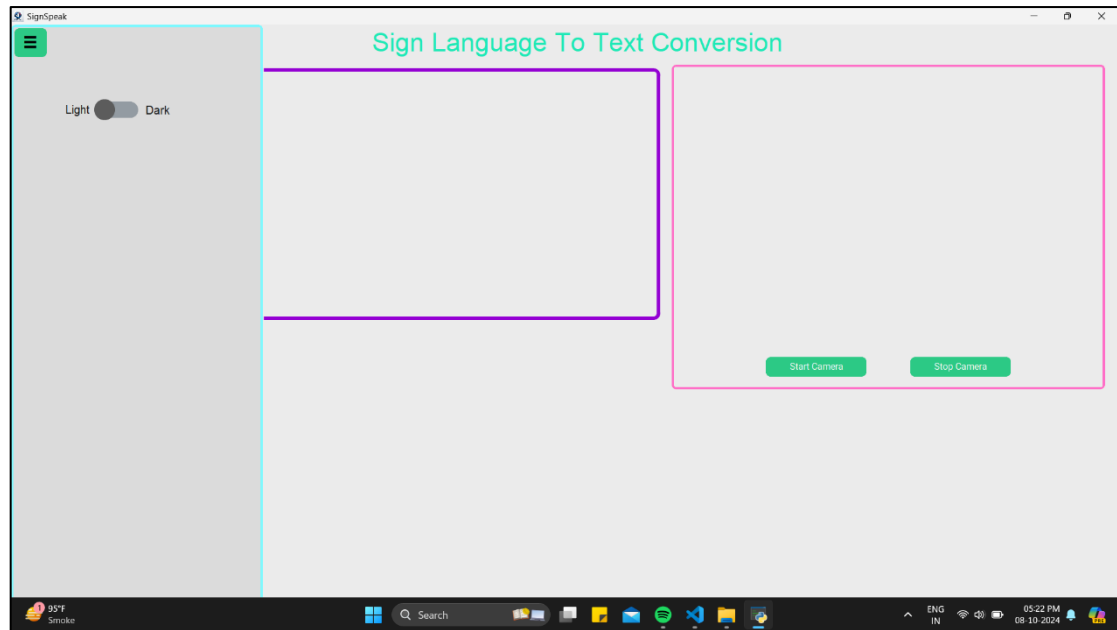 SignSpeak
Sign Language To Text Conversion
Light Dark
Start Camera Stop Camera
1 95°F
Smoke
Search
ENG
IN
05:22 PM
08-10-2024